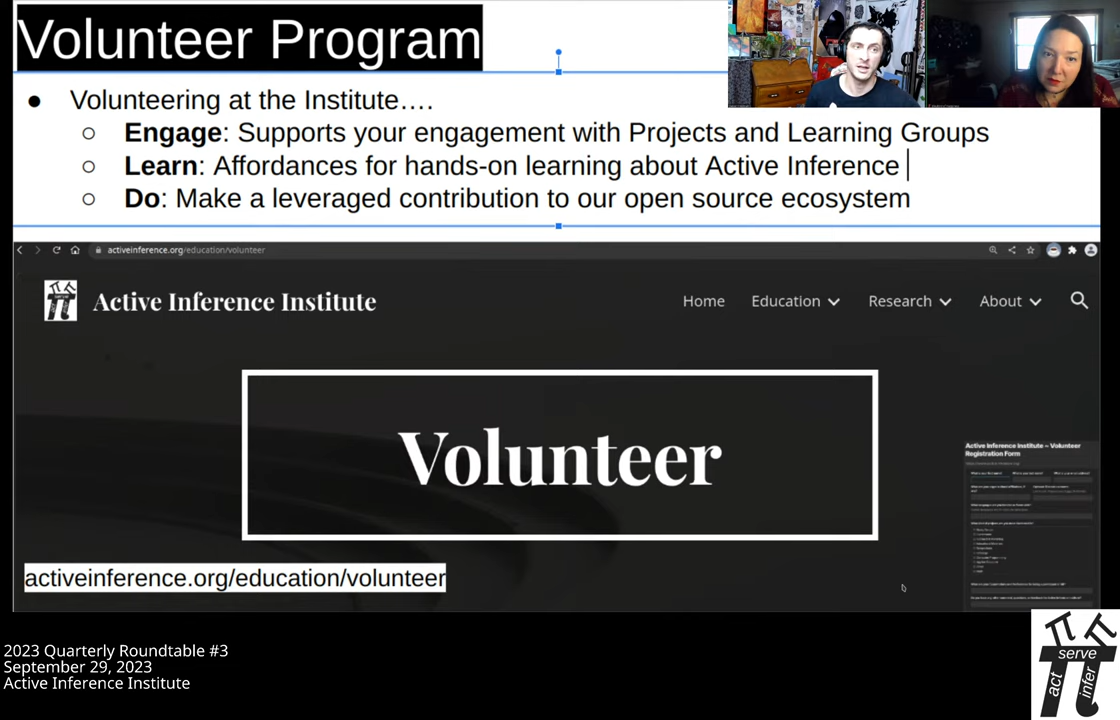 Volunteer Program
● Volunteering at the Institute….
○ Engage: Supports your engagement with Projects and Learning Groups
○ Learn: Affordances for hands-on learning about Active Inference
○ Do: Make a leveraged contribution to our open source ecosystem
activeinference.org/education/volunteer
Active Inference Institute
Home Education Research About
Volunteer
Active Inference Institute – Volunteer
Registration Form
activeinference.org/education/volunteer
2023 Quarterly Roundtable #3
September 29, 2023
Active Inference Institute
serve
act
infer